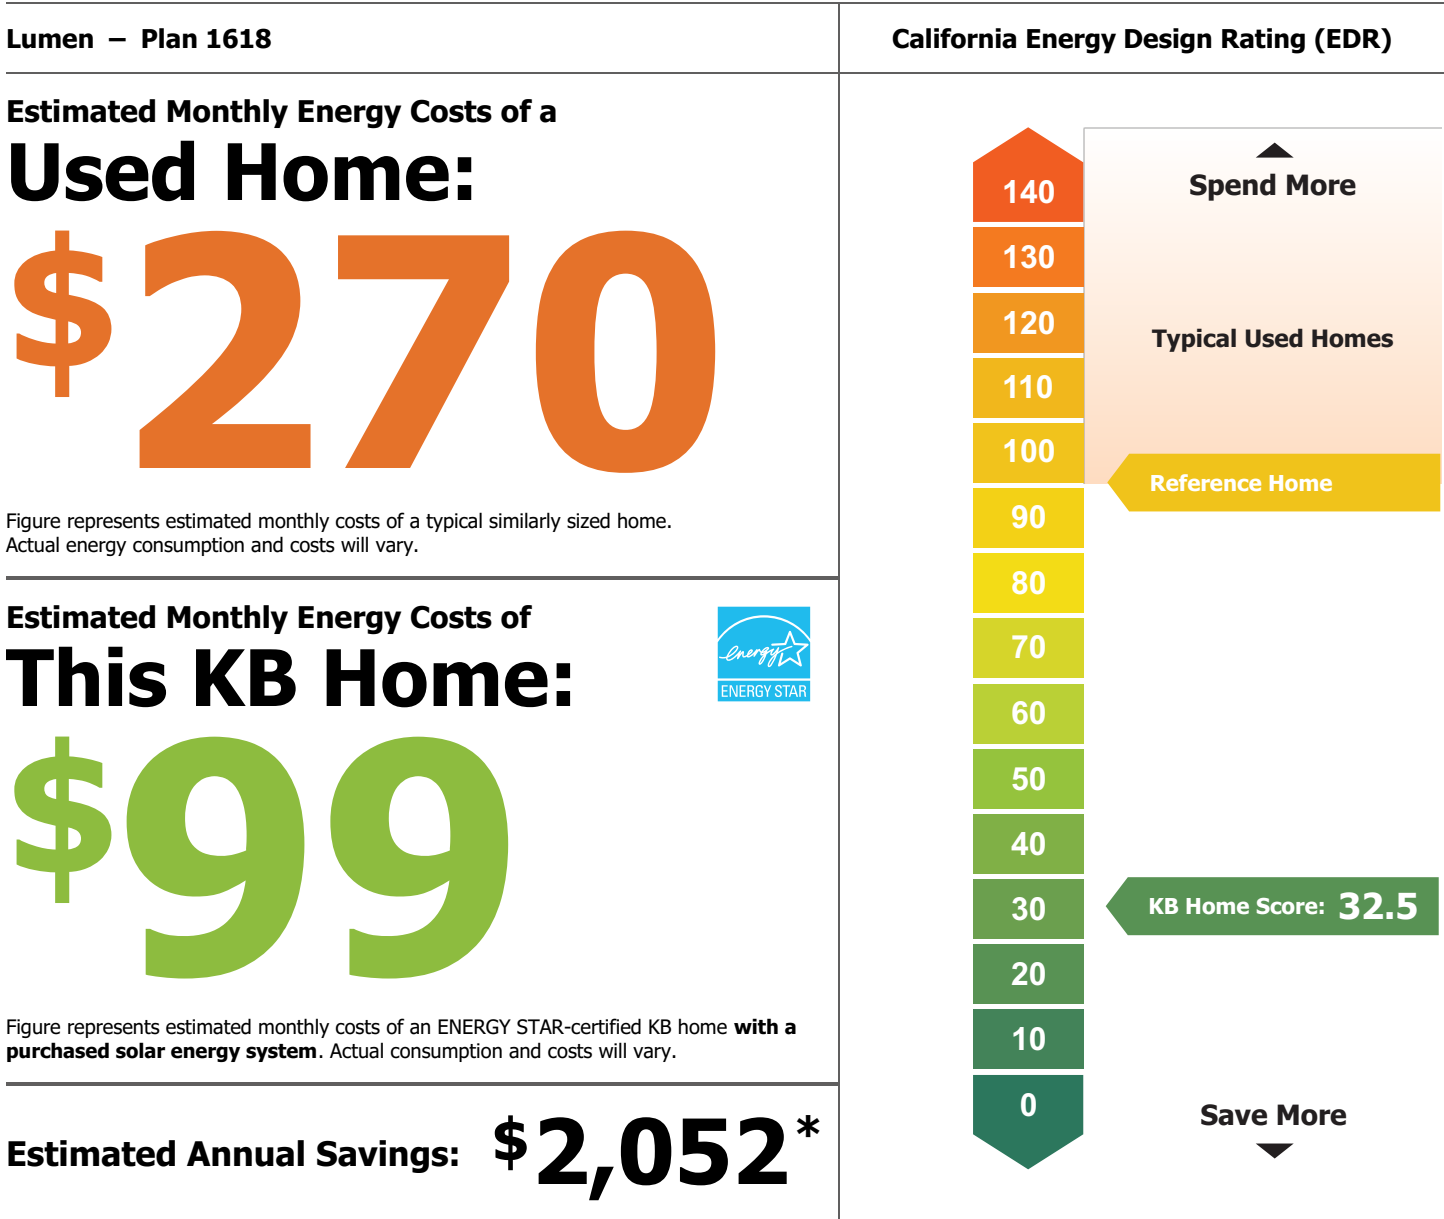 Lumen – Plan 1618
Estimated Monthly Energy Costs of a
Used Home:
$270
Figure represents estimated monthly costs of a typical similarly sized home.
Actual energy consumption and costs will vary.
Estimated Monthly Energy Costs of
This KB Home:
energy
ENERGY STAR
$99
Figure represents estimated monthly costs of an ENERGY STAR-certified KB home with a
purchased solar energy system. Actual consumption and costs will vary.
Estimated Annual Savings: $2,052*
California Energy Design Rating (EDR)
140
Spend More
130
120
Typical Used Homes
110
100
Reference Home
90
80
70
60
50
40
30
KB Home Score: 32.5
20
10
0
Save More